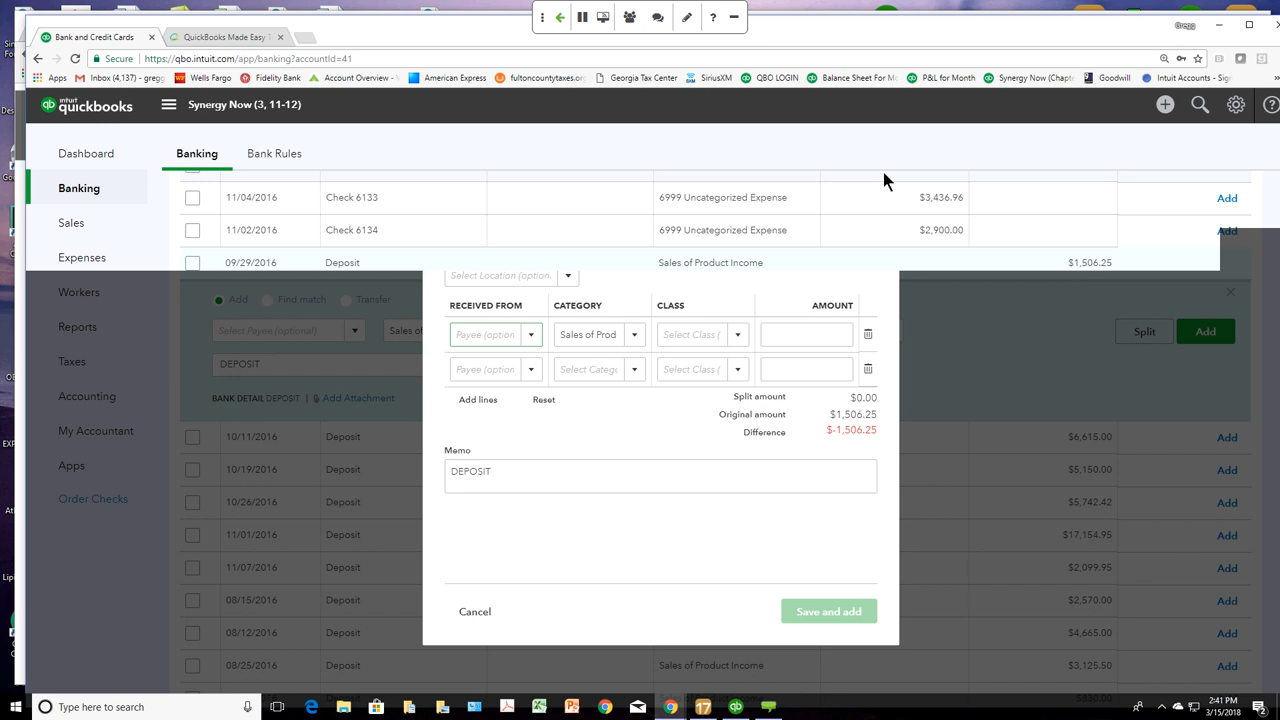 Gregg
Bank and Credit Cards
QuickBooks Made Easy T
Secure https://qbo.intuit.com/app/banking?accountId=41
Apps Inbox (4,137) - gregg Wells Fargo Fidelity Bank Account Overview - American Express fultoncountytaxes.org Georgia Tax Center SiriusXM QBO LOGIN Balance Sheet For Mo P&L for Month Synergy Now (Chapt Goodwill Intuit Accounts - Sign
intuit quickbooks Synergy Now (3, 11-12)
Dashboard Banking Bank Rules
Banking
11/04/2016 Check 6133 6999 Uncategorized Expense $3,436.96 Add
Sales
11/02/2016 Check 6134 6999 Uncategorized Expense $2,900.00 Add
Expenses
09/29/2016 Deposit Sales of Product Income $1,506.25
Select Location (option
Workers
Add Find match Transfer
RECEIVED FROM CATEGORY CLASS AMOUNT
Reports
Select Payee (optional) Sales of
Payee (option Sales of Prod Select Class (
Split Add
Taxes
DEPOSIT
Payee (option Select Catego Select Class (
Accounting
BANK DETAIL DEPOSIT Add Attachment
Add lines Reset
Split amount $0.00
Original amount $1,506.25
Difference $-1,506.25
My Accountant
10/11/2016 Deposit $6,615.00 Add
Memo
Apps
10/19/2016 Deposit $5,150.00 Add
DEPOSIT
Order Checks
10/26/2016 Deposit $5,742.42 Add
11/01/2016 Deposit $17,154.95 Add
11/07/2016 Deposit $2,099.95 Add
08/15/2016 Deposit $2,570.00 Add
Cancel Save and add
08/12/2016 Deposit $4,665.00 Add
08/25/2016 Deposit Sales of Product Income $3,125.50 Add
Type here to search
17
2:41 PM
3/15/2018